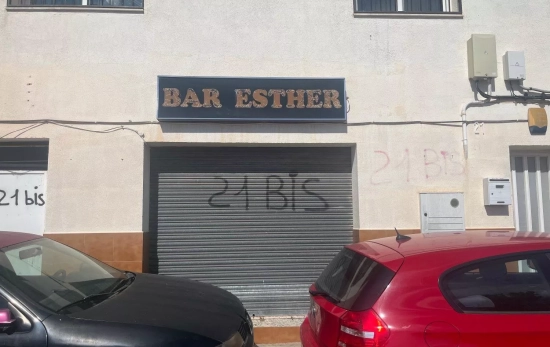 BAR ESTHER
21 bis
21 BiS
21 BIS